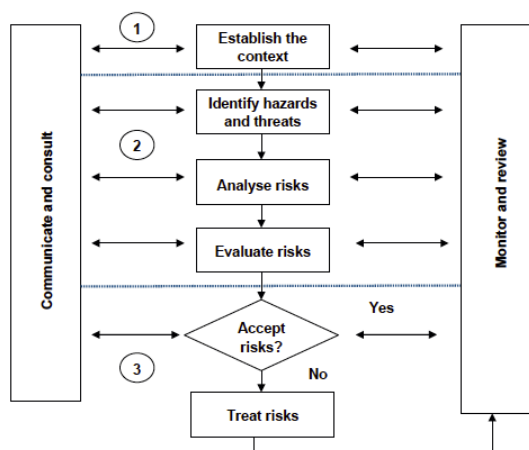 1
Establish the
context
Identify hazards
and threats
2
Analyse risks
Evaluate risks
Communicate and consult
Monitor and review
Accept
risks?
Yes
No
3
Treat risks